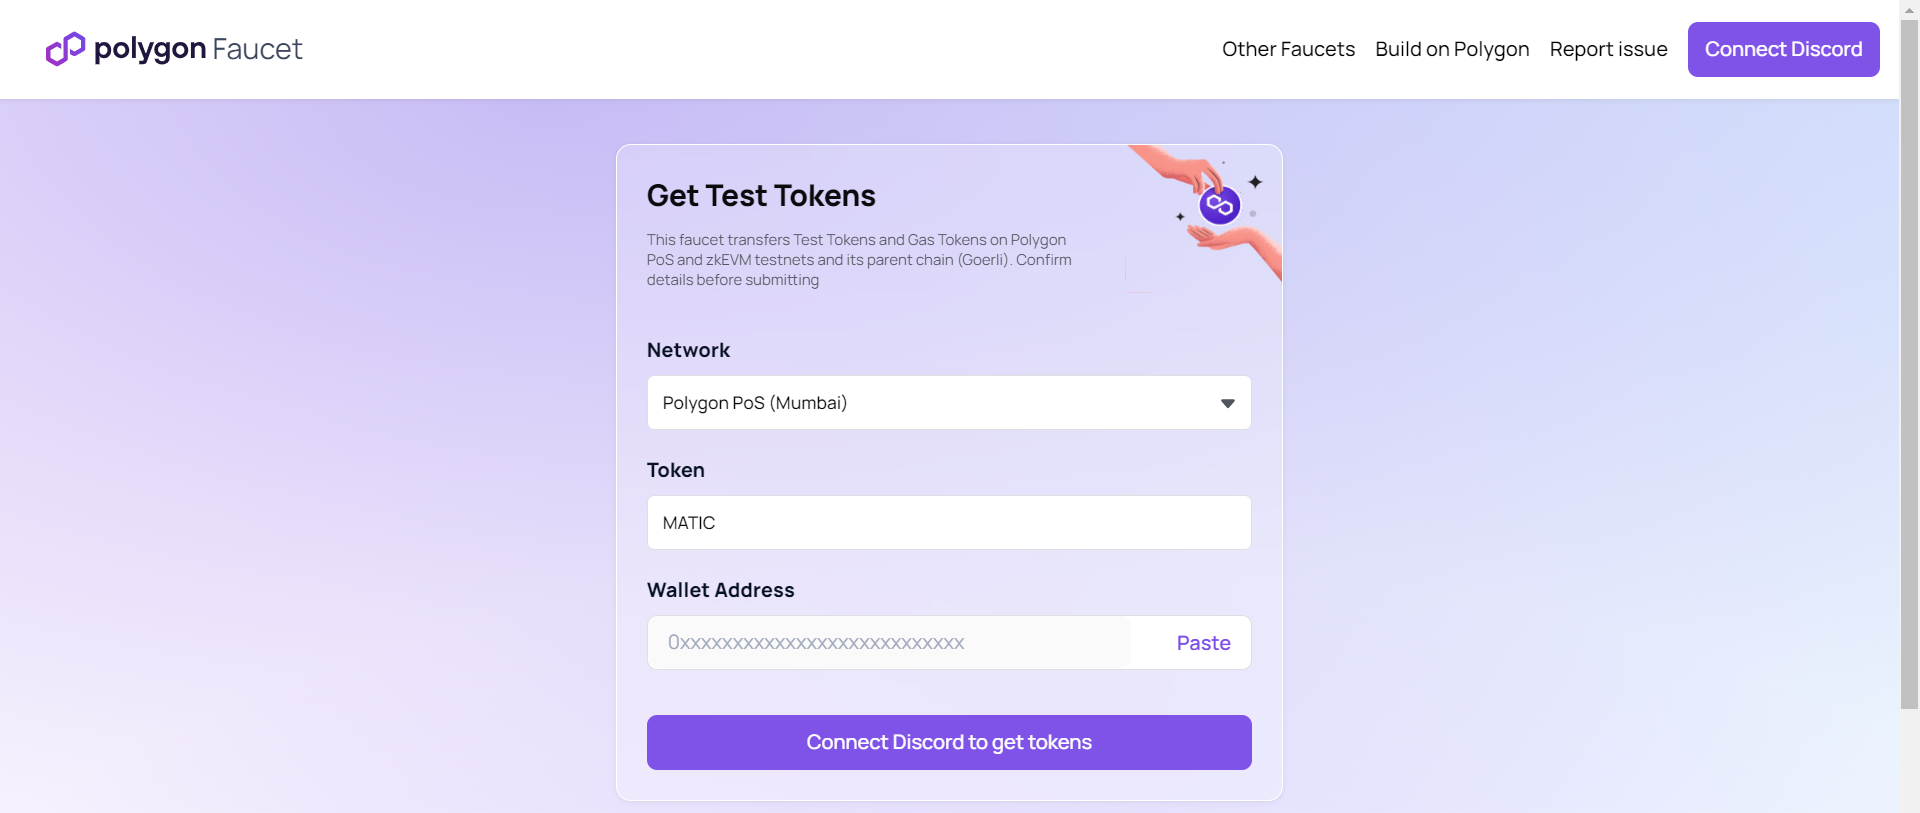 polygon Faucet
Other Faucets
Build on Polygon
Report issue
Connect Discord
Get Test Tokens
This faucet transfers Test Tokens and Gas Tokens on Polygon
PoS and zkEVM testnets and its parent chain (Goerli). Confirm
details before submitting
Network
Polygon PoS (Mumbai)
Token
MATIC
Wallet Address
0xxxxxxxxxxxxxxxxxxxxxxxxxxx
Paste
Connect Discord to get tokens